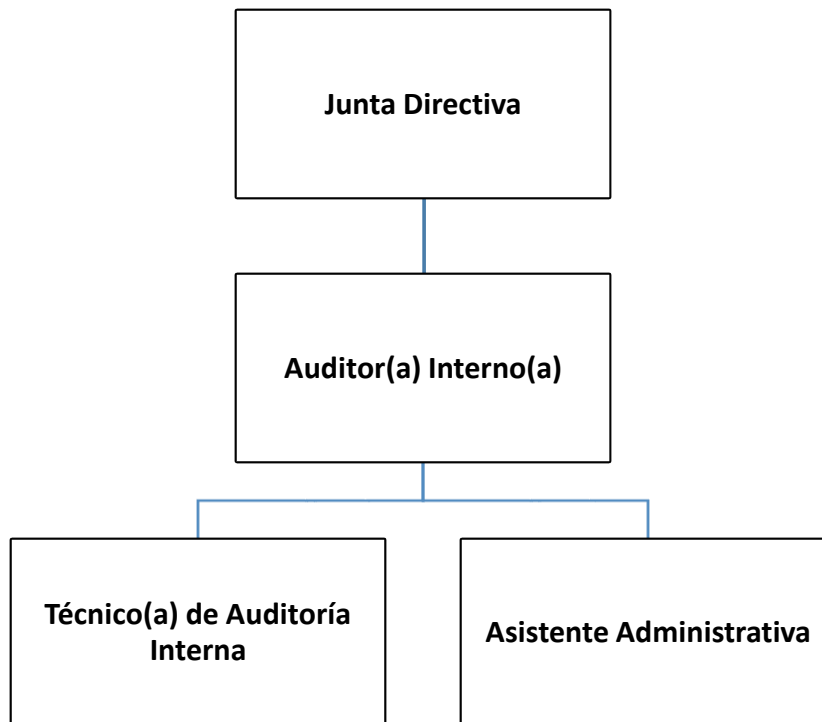 Junta Directiva
Auditor(a) Interno(a)
Técnico(a) de Auditoría
Interna
Asistente Administrativa